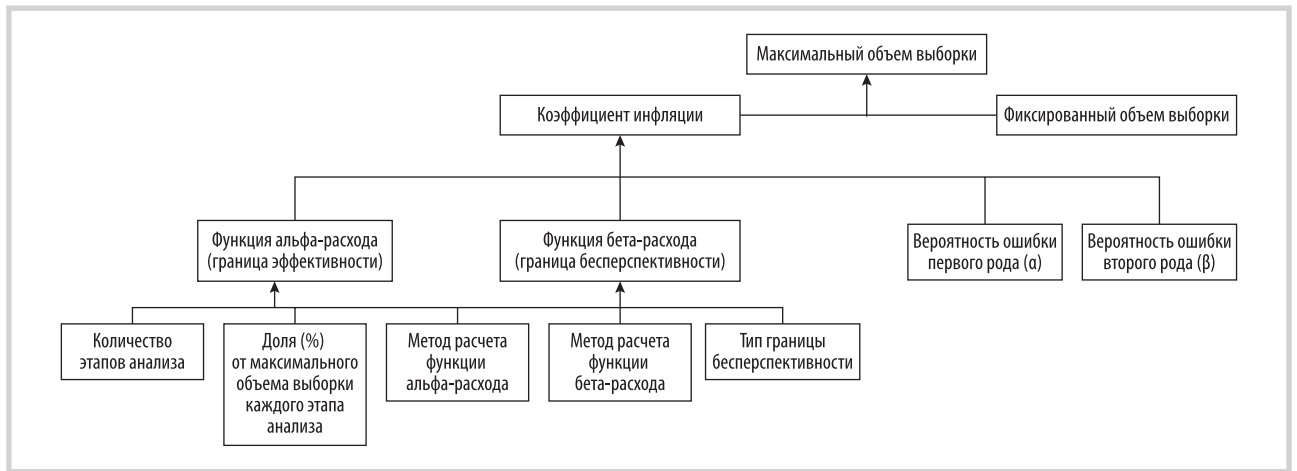 Максимальный объем выборки
Коэффициент инфляции
Фиксированный объем выборки
Функция альфа-расхода
(граница эффективности)
Функция бета-расхода
(граница бесперспективности)
Вероятность ошибки
первого рода (α)
Вероятность ошибки
второго рода (β)
Количество
этапов анализа
Доля (%)
от максимального
объема выборки
каждого этапа
анализа
Метод расчета
функции
альфа-расхода
Метод расчета
функции
бета-расхода
Тип границы
бесперспективности